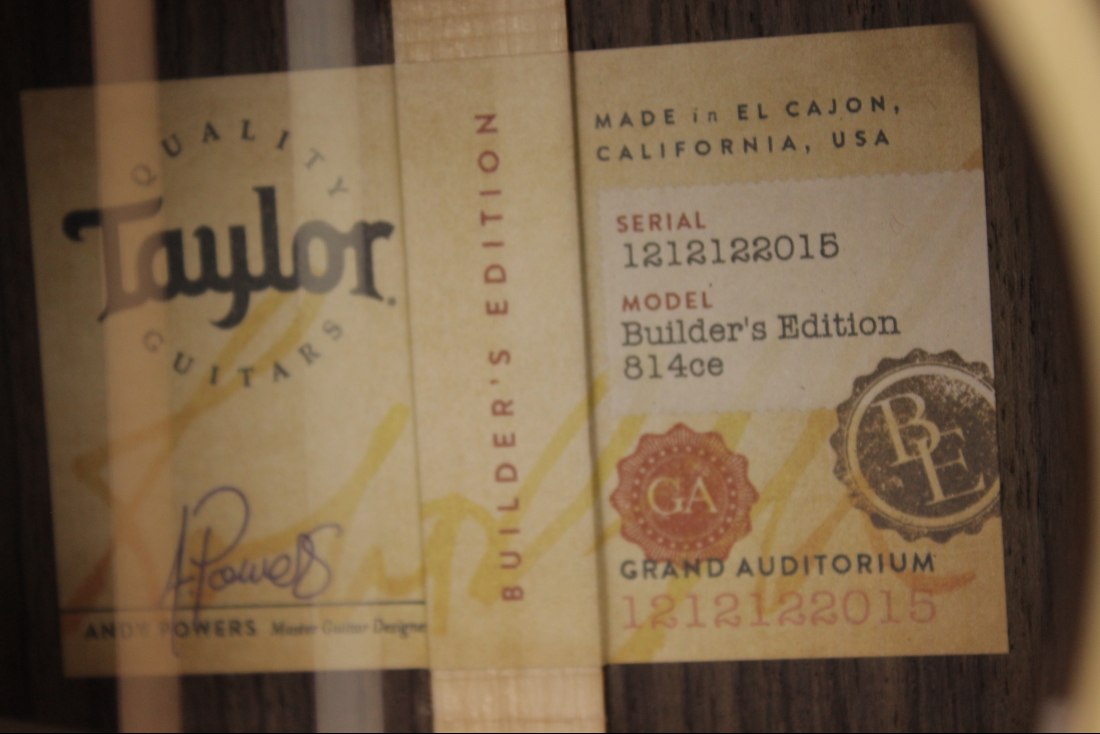 QUALITY
Taylor
GUITARS
A Powers
ANDY POWERS Master Guitar Designe
BUILDER'S EDITION
MADE in EL CAJON,
CALIFORNIA, USA
SERIAL
1212122015
MODEL
Builder's Edition
814ce
GA
BE
GRAND AUDITORIUM
1212122015